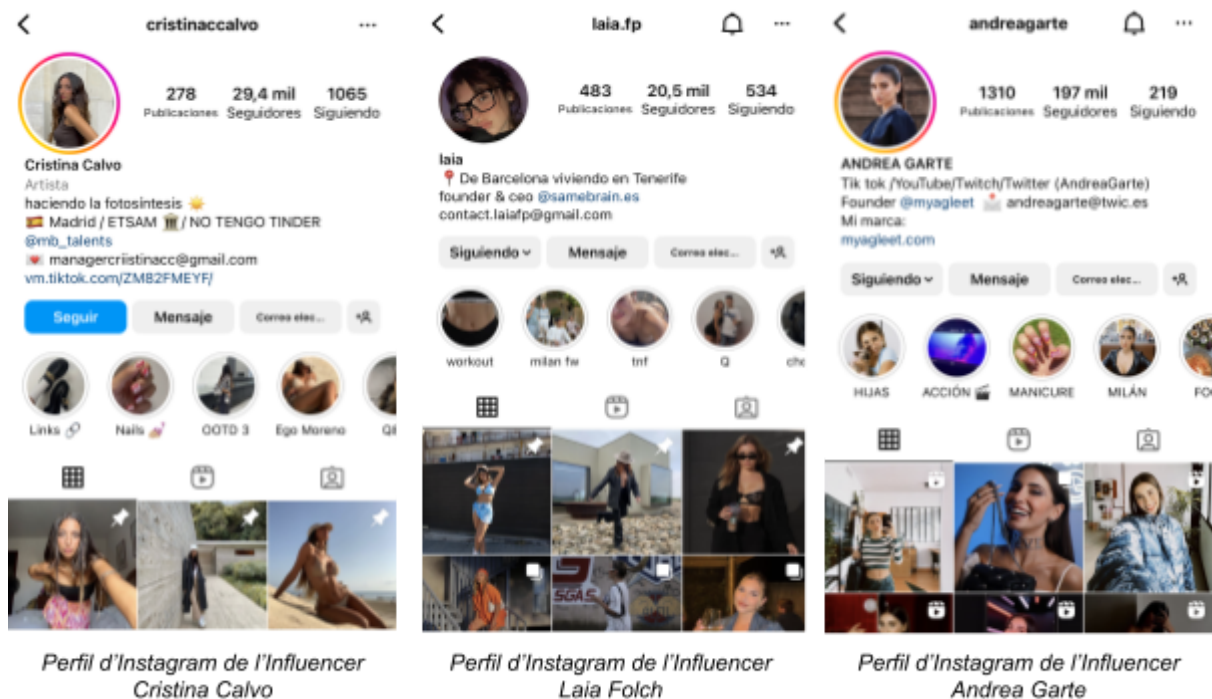 cristinaccalvo
278 29,4 mil 1065
Publicaciones Seguidores Siguiendo
Cristina Calvo
Artista
haciendo la fotosíntesis ☀️
🇪🇸 Madrid / ETSAM 🏛️ / NO TENGO TINDER
@mb_talents
💌 managercriistinacc@gmail.com
vm.tiktok.com/ZM82FMEYF/
Seguir Mensaje Correo elec...
Links 🔗 Nails 💅 OOTD 3 Ego Moreno
Perfil d'Instagram de l'Influencer
Cristina Calvo
laia.fp
483 20,5 mil 534
Publicaciones Seguidores Siguiendo
laia
📍 De Barcelona viviendo en Tenerife
founder & ceo @samebrain.es
contact.laiafp@gmail.com
Siguiendo Mensaje Correo elec...
workout milan fw tnf Q
SGAS
Perfil d'Instagram de l'Influencer
Laia Folch
andreagarte
1310 197 mil 219
Publicaciones Seguidores Siguiendo
ANDREA GARTE
Tik tok /YouTube/Twitch/Twitter (AndreaGarte)
Founder @myagleet 📩 andreagarte@twic.es
Mi marca:
myagleet.com
Siguiendo Mensaje Correo elec...
HIJAS ACCIÓN 🎬 MANICURE MILÁN
Perfil d'Instagram de l'Influencer
Andrea Garte